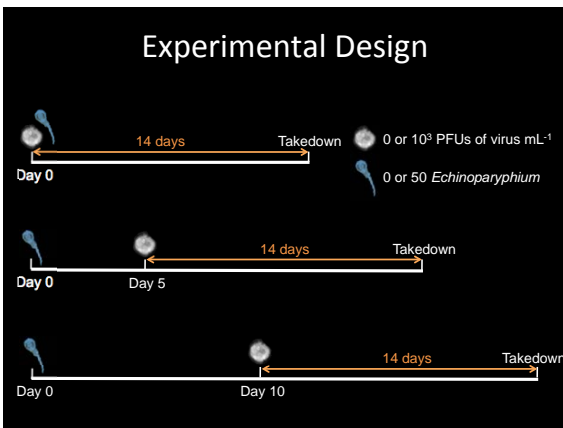 Experimental Design
14 days
Takedown
0 or 10³ PFUs of virus mL⁻¹
Day 0
0 or 50 Echinoparyphium
14 days
Takedown
Day 0
Day 5
14 days
Takedown
Day 0
Day 10